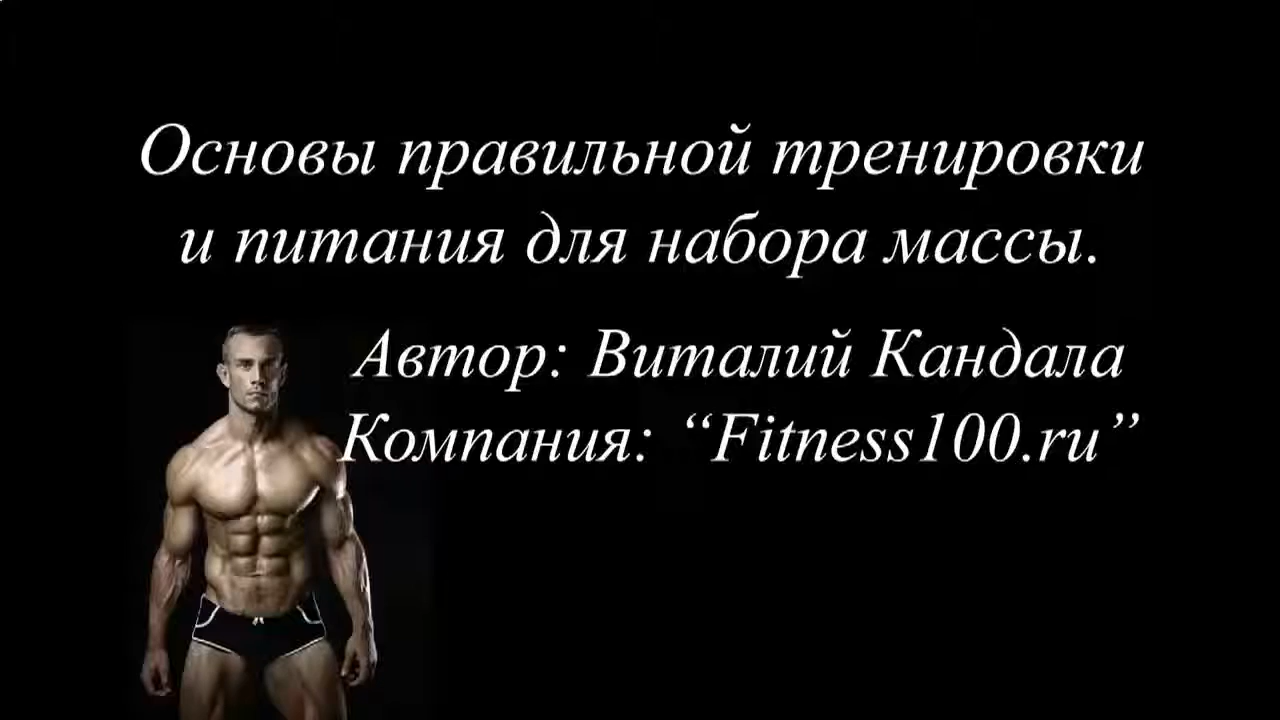 Основы правильной тренировки
и питания для набора массы.
Автор: Виталий Кандала
Компания: “Fitness100.ru”